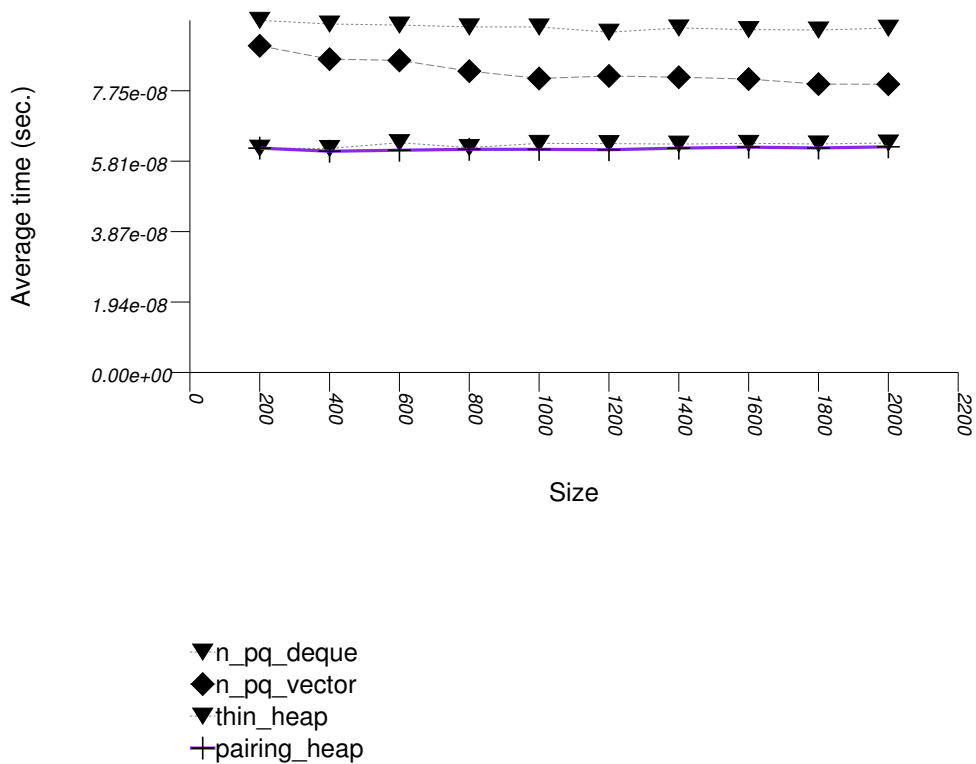 Average time (sec.)
7.75e-08
5.81e-08
3.87e-08
1.94e-08
0.00e+00
0
200
400
600
800
1000
1200
1400
1600
1800
2000
2200
Size
n_pq_deque
n_pq_vector
thin_heap
pairing_heap